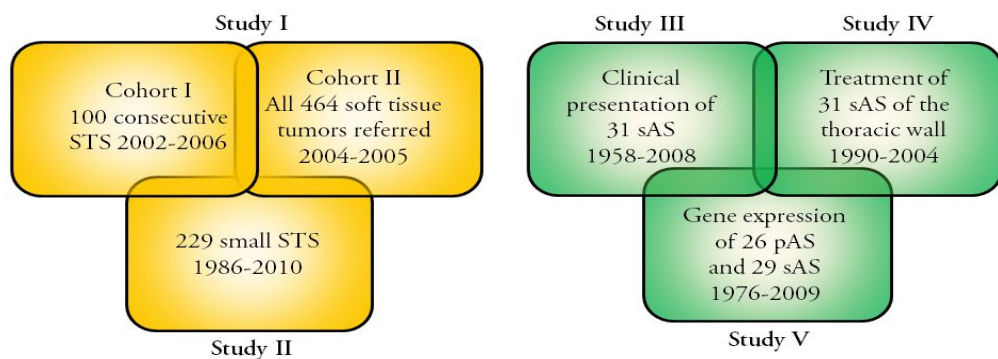 Study I
Cohort I
100 consecutive
STS 2002-2006
Cohort II
All 464 soft tissue
tumors referred
2004-2005
229 small STS
1986-2010
Study II
Study III
Study IV
Clinical
presentation of
31 sAS
1958-2008
Treatment of
31 sAS of the
thoracic wall
1990-2004
Gene expression
of 26 pAS
and 29 sAS
1976-2009
Study V